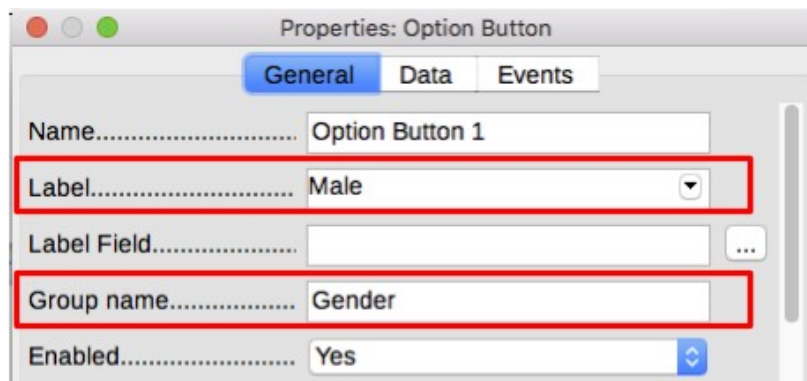 Properties: Option Button
General Data Events
Name............................ Option Button 1
Label............................ Male
Label Field.................... ...
Group name.................. Gender
Enabled........................ Yes